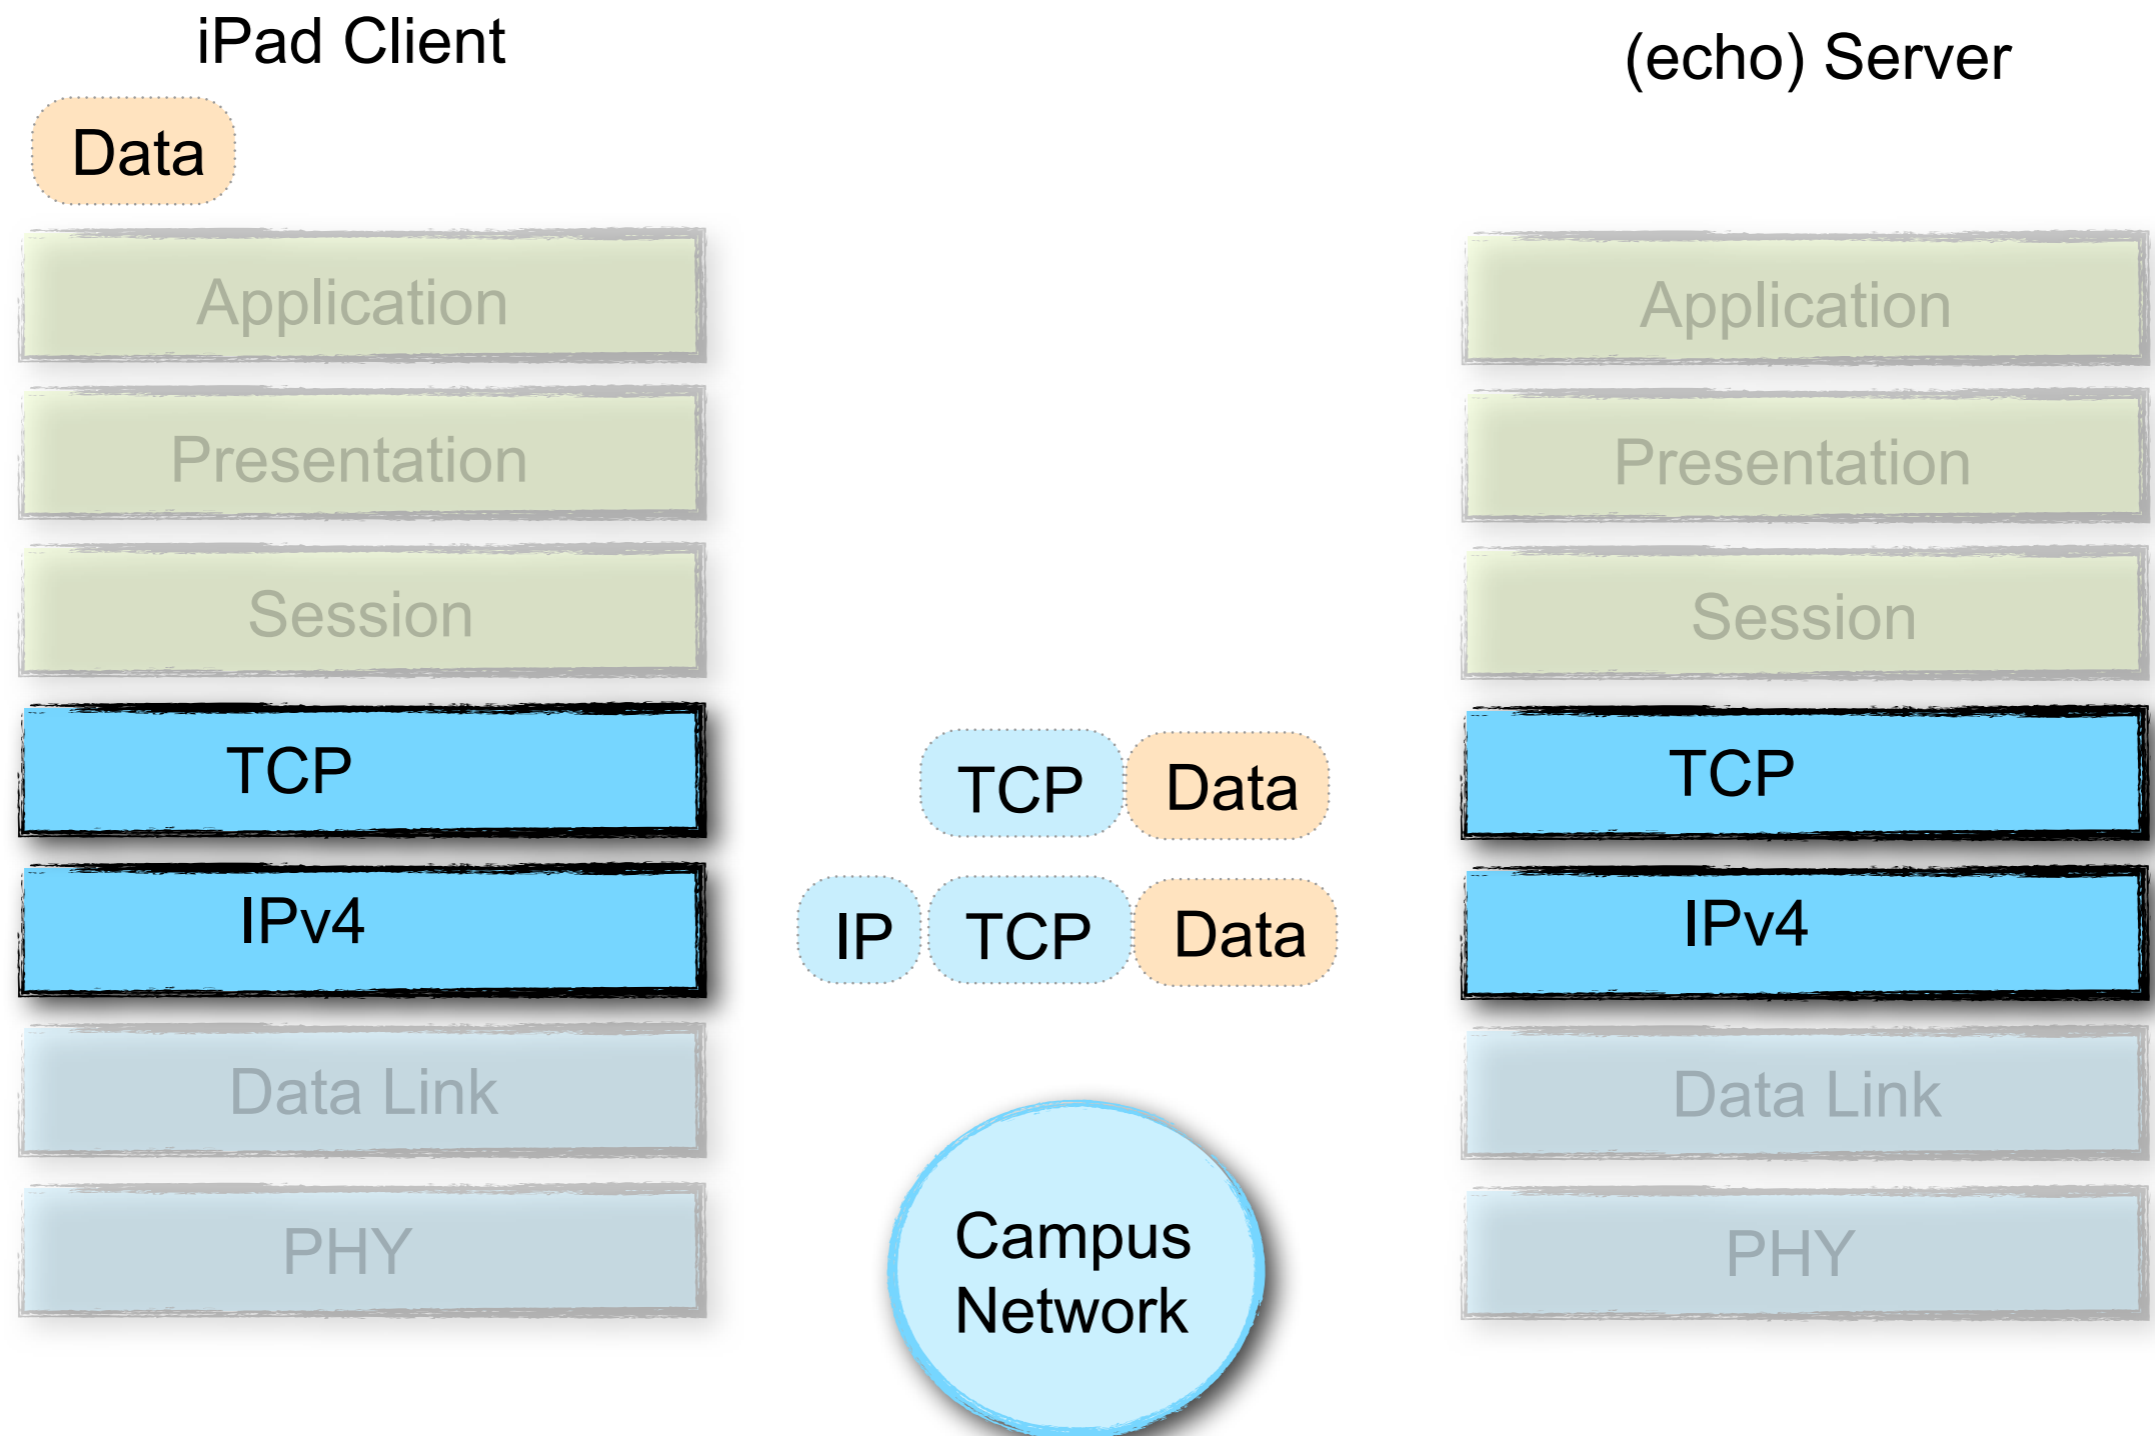 iPad Client
(echo) Server
Data
Application
Application
Presentation
Presentation
Session
Session
TCP
TCP Data
TCP
IPv4
IP TCP Data
IPv4
Data Link
Data Link
PHY
Campus
Network
PHY